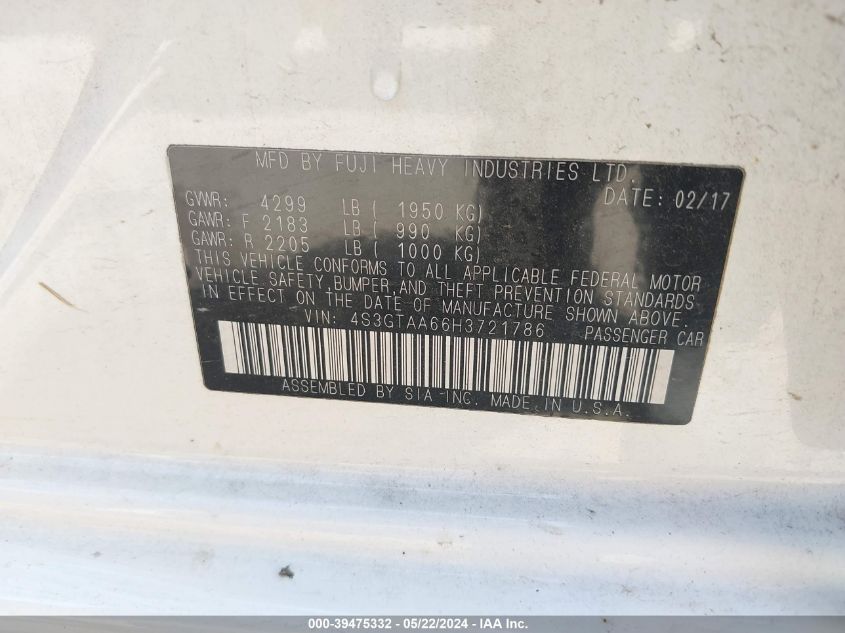 MFD BY FUJI HEAVY INDUSTRIES LTD.
GVWR: 4299 LB ( 1950 KG) DATE: 02/17
GAWR: F 2183 LB ( 990 KG)
GAWR: R 2205 LB ( 1000 KG)
THIS VEHICLE CONFORMS TO ALL APPLICABLE FEDERAL MOTOR
VEHICLE SAFETY,BUMPER,AND THEFT PREVENTION STANDARDS
IN EFFECT ON THE DATE OF MANUFACTURE SHOWN ABOVE.
VIN: 4S3GTAA66H3721786 PASSENGER CAR
ASSEMBLED BY SIA-INC. MADE IN U.S.A.
000-39475332 - 05/22/2024 - IAA Inc.